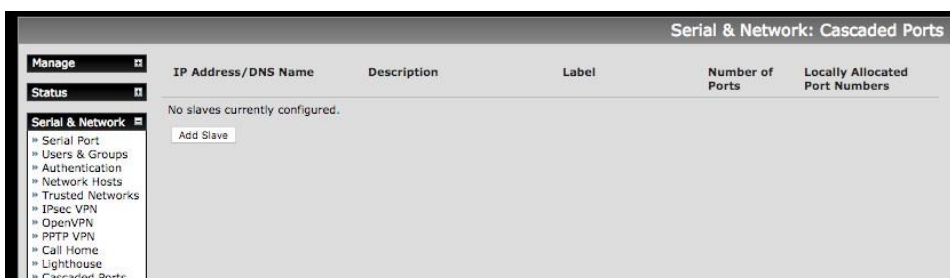 Serial & Network: Cascaded Ports
Manage
Status
Serial & Network
» Serial Port
» Users & Groups
» Authentication
» Network Hosts
» Trusted Networks
» IPsec VPN
» OpenVPN
» PPTP VPN
» Call Home
» Lighthouse
» Cascaded Ports
IP Address/DNS Name Description Label Number of Ports Locally Allocated Port Numbers
No slaves currently configured.
Add Slave